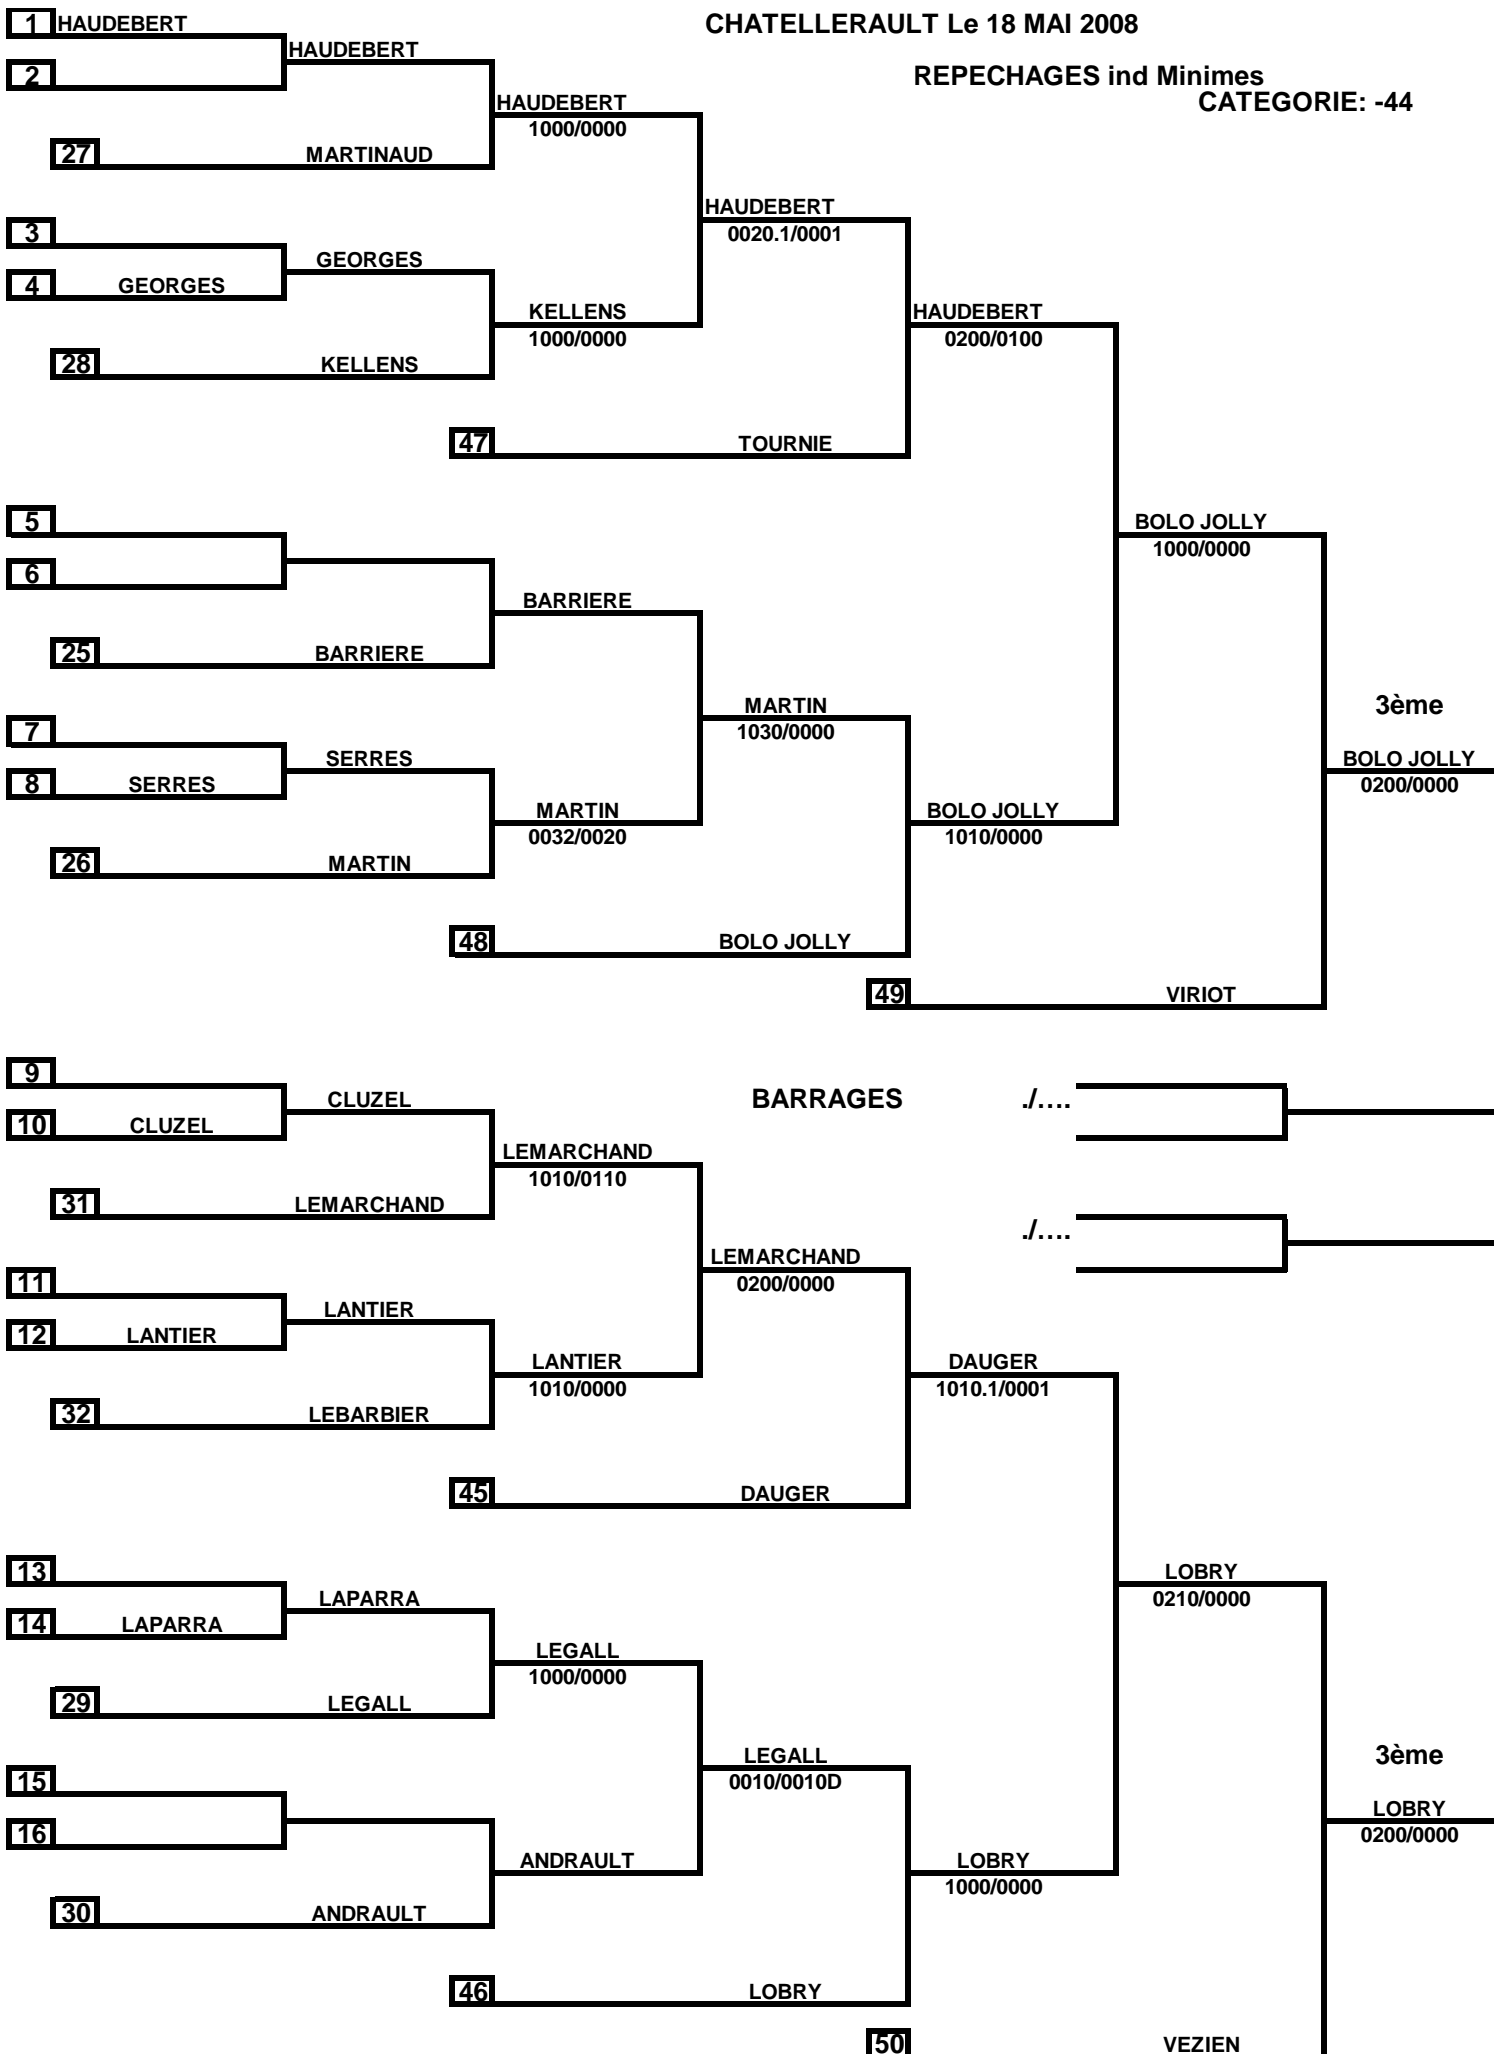 CHATELLERAULT Le 18 MAI 2008
REPECHAGES ind Minimes
CATEGORIE: -44
1 HAUDEBERT
HAUDEBERT
2
HAUDEBERT
1000/0000
27 MARTINAUD
HAUDEBERT
0020.1/0001
3
GEORGES
4 GEORGES
KELLENS
1000/0000
28 KELLENS
HAUDEBERT
0200/0100
47 TOURNIE
5
6
BOLO JOLLY
1000/0000
BARRIERE
25 BARRIERE
MARTIN
1030/0000
7
SERRES
8 SERRES
MARTIN
0032/0020
26 MARTIN
BOLO JOLLY
1010/0000
48 BOLO JOLLY
3ème
BOLO JOLLY
0200/0000
49 VIRIOT
9
CLUZEL
10 CLUZEL
BARRAGES
./....
LEMARCHAND
1010/0110
31 LEMARCHAND
./....
LEMARCHAND
0200/0000
11
LANTIER
12 LANTIER
LANTIER
1010/0000
32 LEBARBIER
DAUGER
1010.1/0001
45 DAUGER
13
LAPARRA
14 LAPARRA
LOBRY
0210/0000
LEGALL
1000/0000
29 LEGALL
LEGALL
0010/0010D
15
16
ANDRAULT
30 ANDRAULT
LOBRY
1000/0000
46 LOBRY
3ème
LOBRY
0200/0000
50 VEZIEN